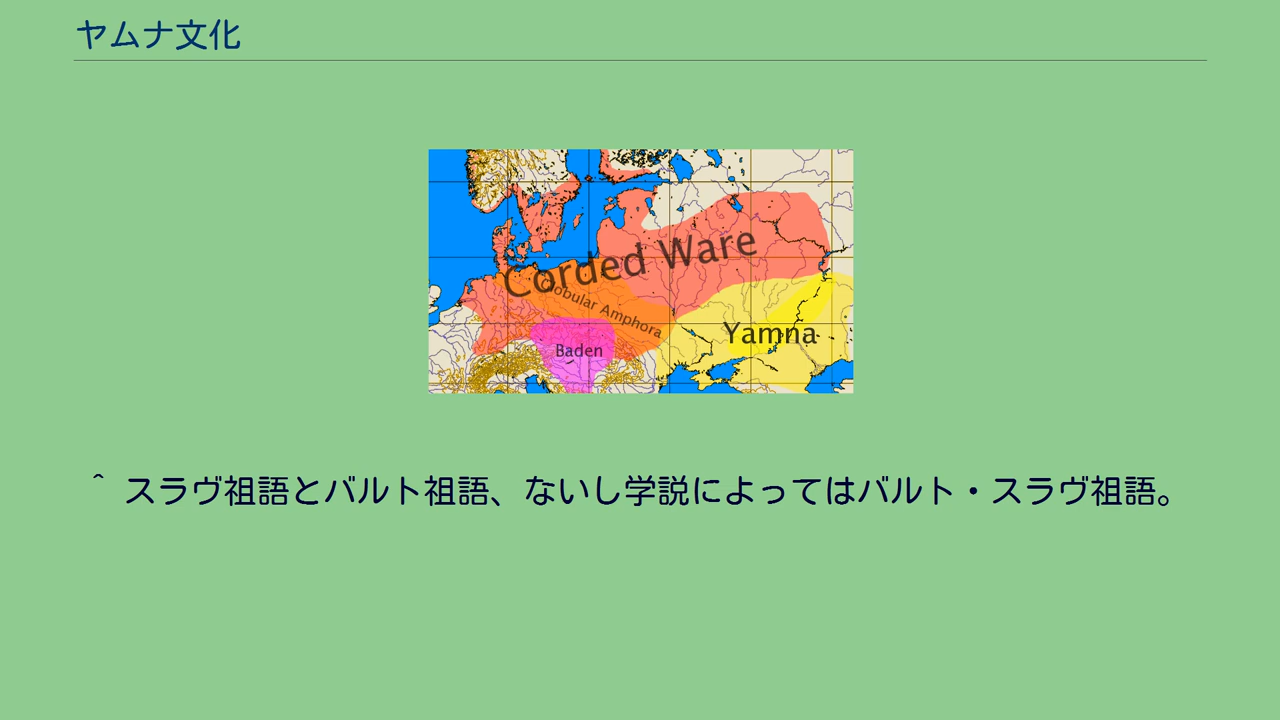 ヤムナ文化
Corded Ware
Globular Amphora
Yamna
Baden
^ スラヴ祖語とバルト祖語、ないし学説によってはバルト・スラヴ祖語。